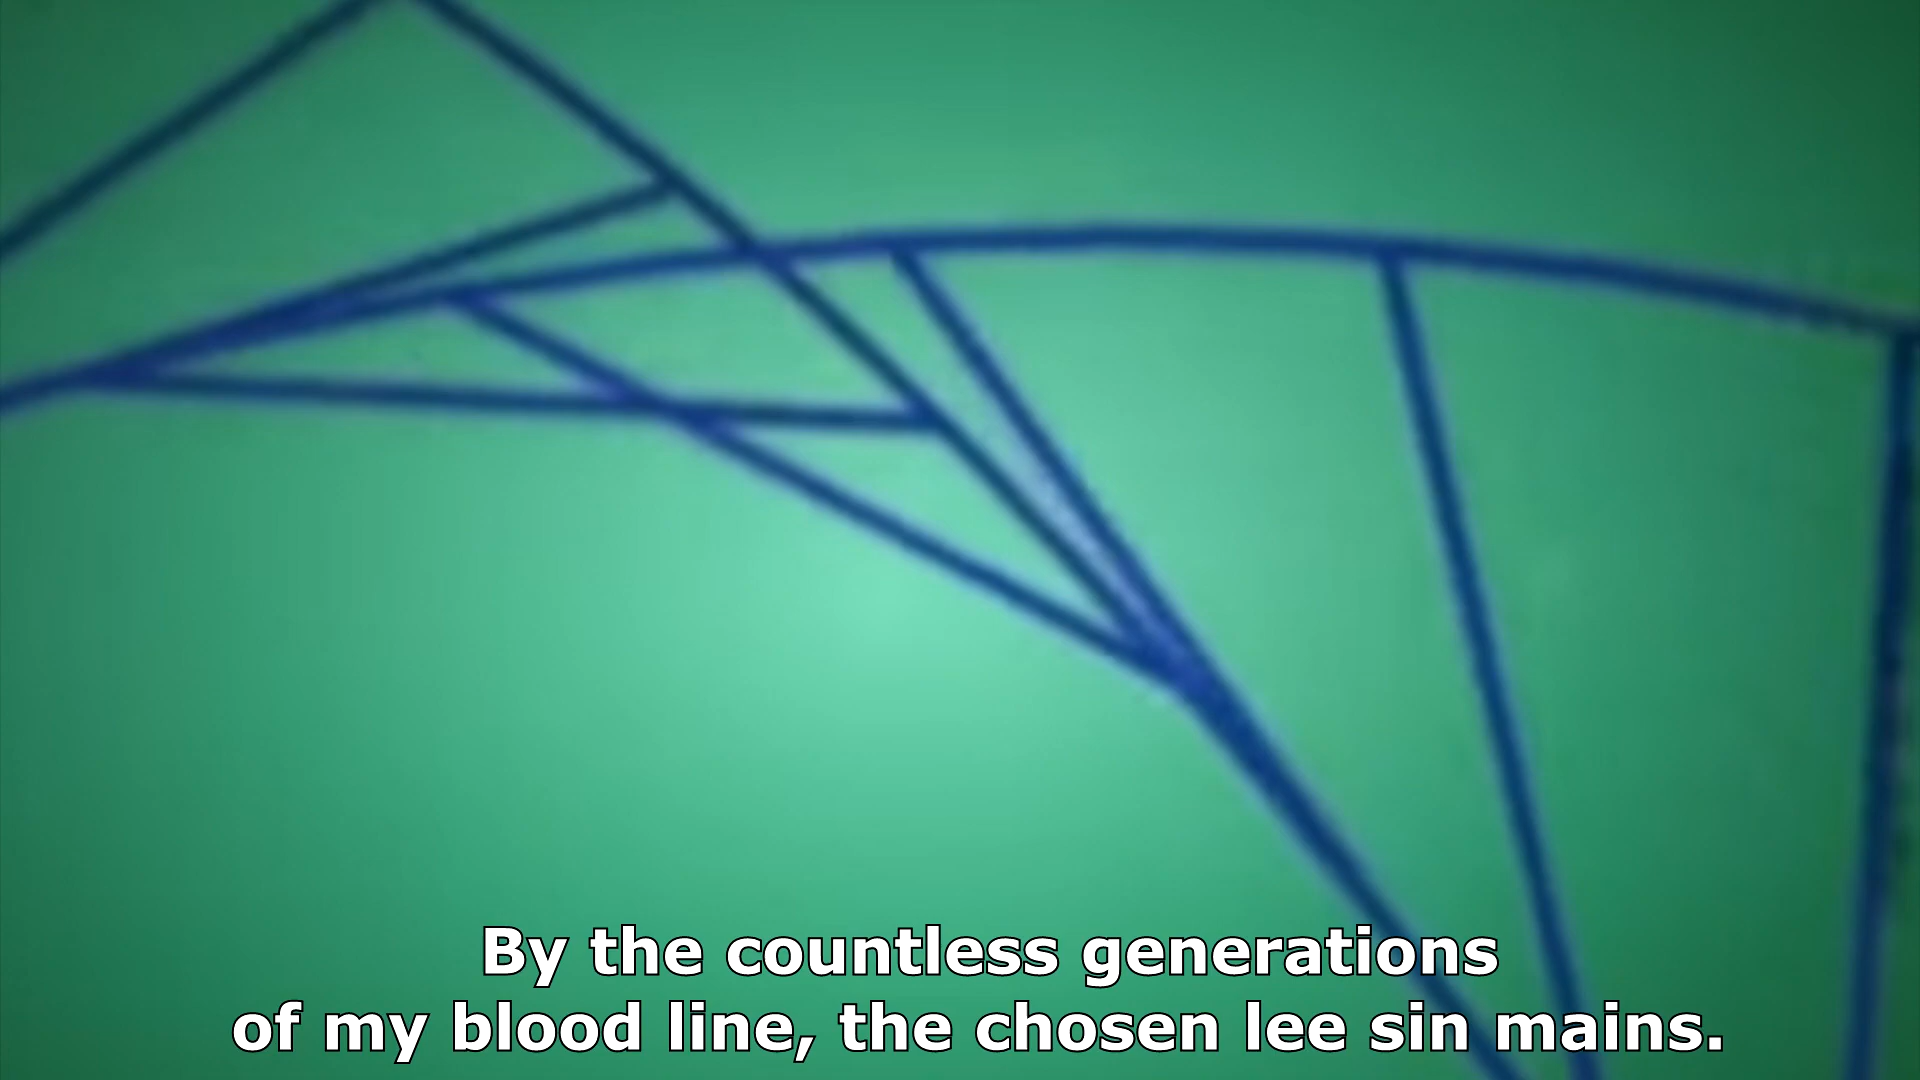 By the countless generations
of my blood line, the chosen lee sin mains.